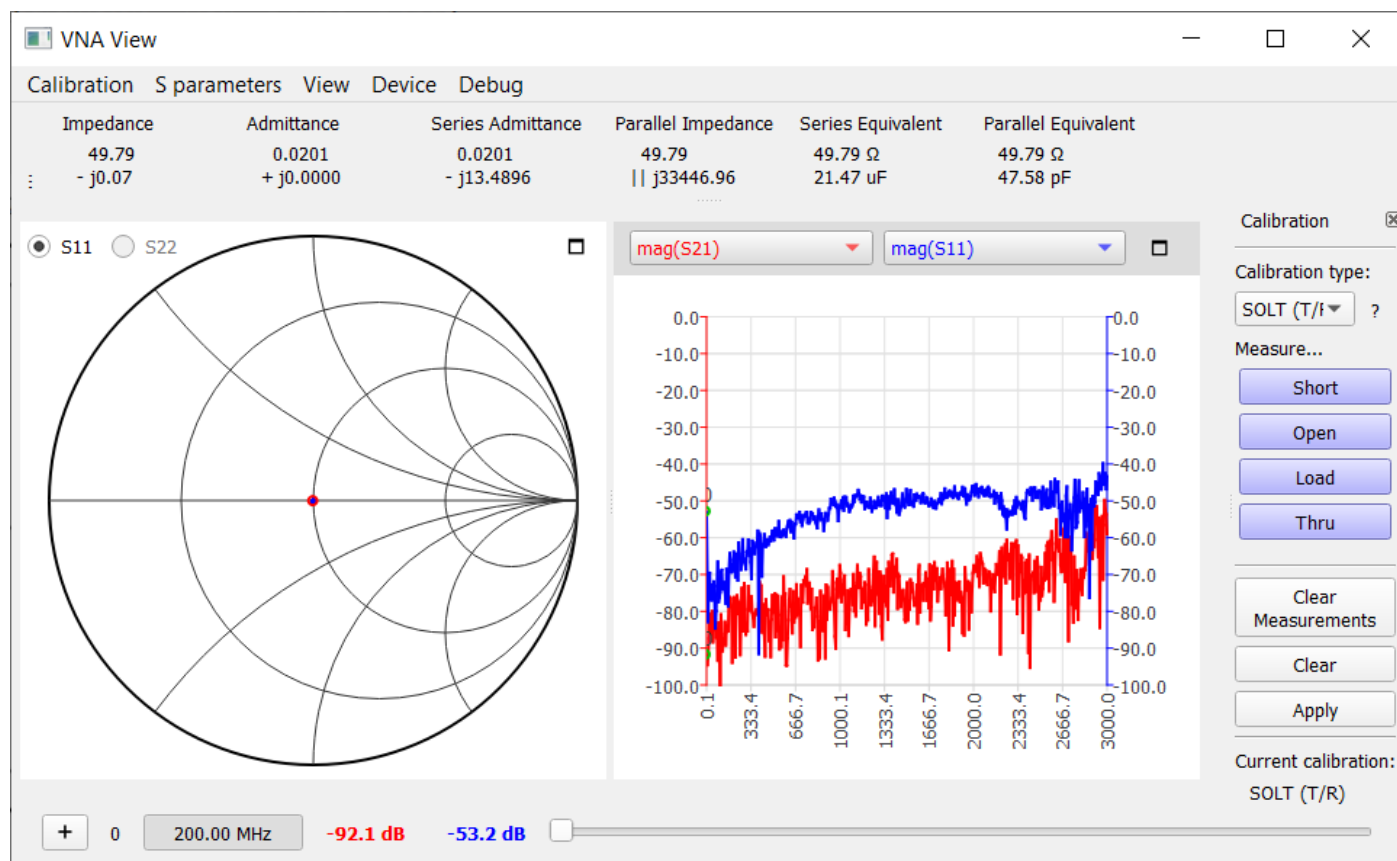 VNA View
Calibration S parameters View Device Debug
Impedance Admittance Series Admittance Parallel Impedance Series Equivalent Parallel Equivalent
49.79 0.0201 0.0201 49.79 49.79 Ω 49.79 Ω
- j0.07 + j0.0000 - j13.4896 || j33446.96 21.47 uF 47.58 pF
S11 S22
mag(S21) mag(S11)
0.0 0.0
-10.0 -10.0
-20.0 -20.0
-30.0 -30.0
-40.0 -40.0
-50.0 -50.0
-60.0 -60.0
-70.0 -70.0
-80.0 -80.0
-90.0 -90.0
-100.0 -100.0
0.1 333.4 666.7 1000.1 1333.4 1666.7 2000.0 2333.4 2666.7 3000.0
Calibration
Calibration type:
SOLT (T/ ?
Measure...
Short
Open
Load
Thru
Clear
Measurements
Clear
Apply
Current calibration:
SOLT (T/R)
+ 0 200.00 MHz -92.1 dB -53.2 dB